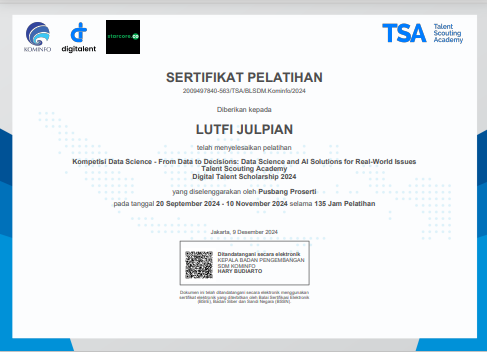 KOMINFO
digitalent
starcore.
TSA Talent
Scouting
Academy
SERTIFIKAT PELATIHAN
2009497840-563/TSA/BLSDM.Kominfo/2024
Diberikan kepada
LUTFI JULPIAN
telah menyelesaikan pelatihan
Kompetisi Data Science - From Data to Decisions: Data Science and AI Solutions for Real-World Issues
Talent Scouting Academy
Digital Talent Scholarship 2024
yang diselenggarakan oleh Pusbang Proserti
pada tanggal 20 September 2024 - 10 November 2024 selama 135 Jam Pelatihan
Jakarta, 9 Desember 2024
Ditandatangani secara elektronik
KEPALA BADAN PENGEMBANGAN
SDM KOMINFO
HARY BUDIARTO
Dokumen ini telah ditandatangani secara elektronik menggunakan
sertifikat elektronik yang diterbitkan oleh Balai Sertifikasi Elektronik
(BSrE), Badan Siber dan Sandi Negara (BSSN).